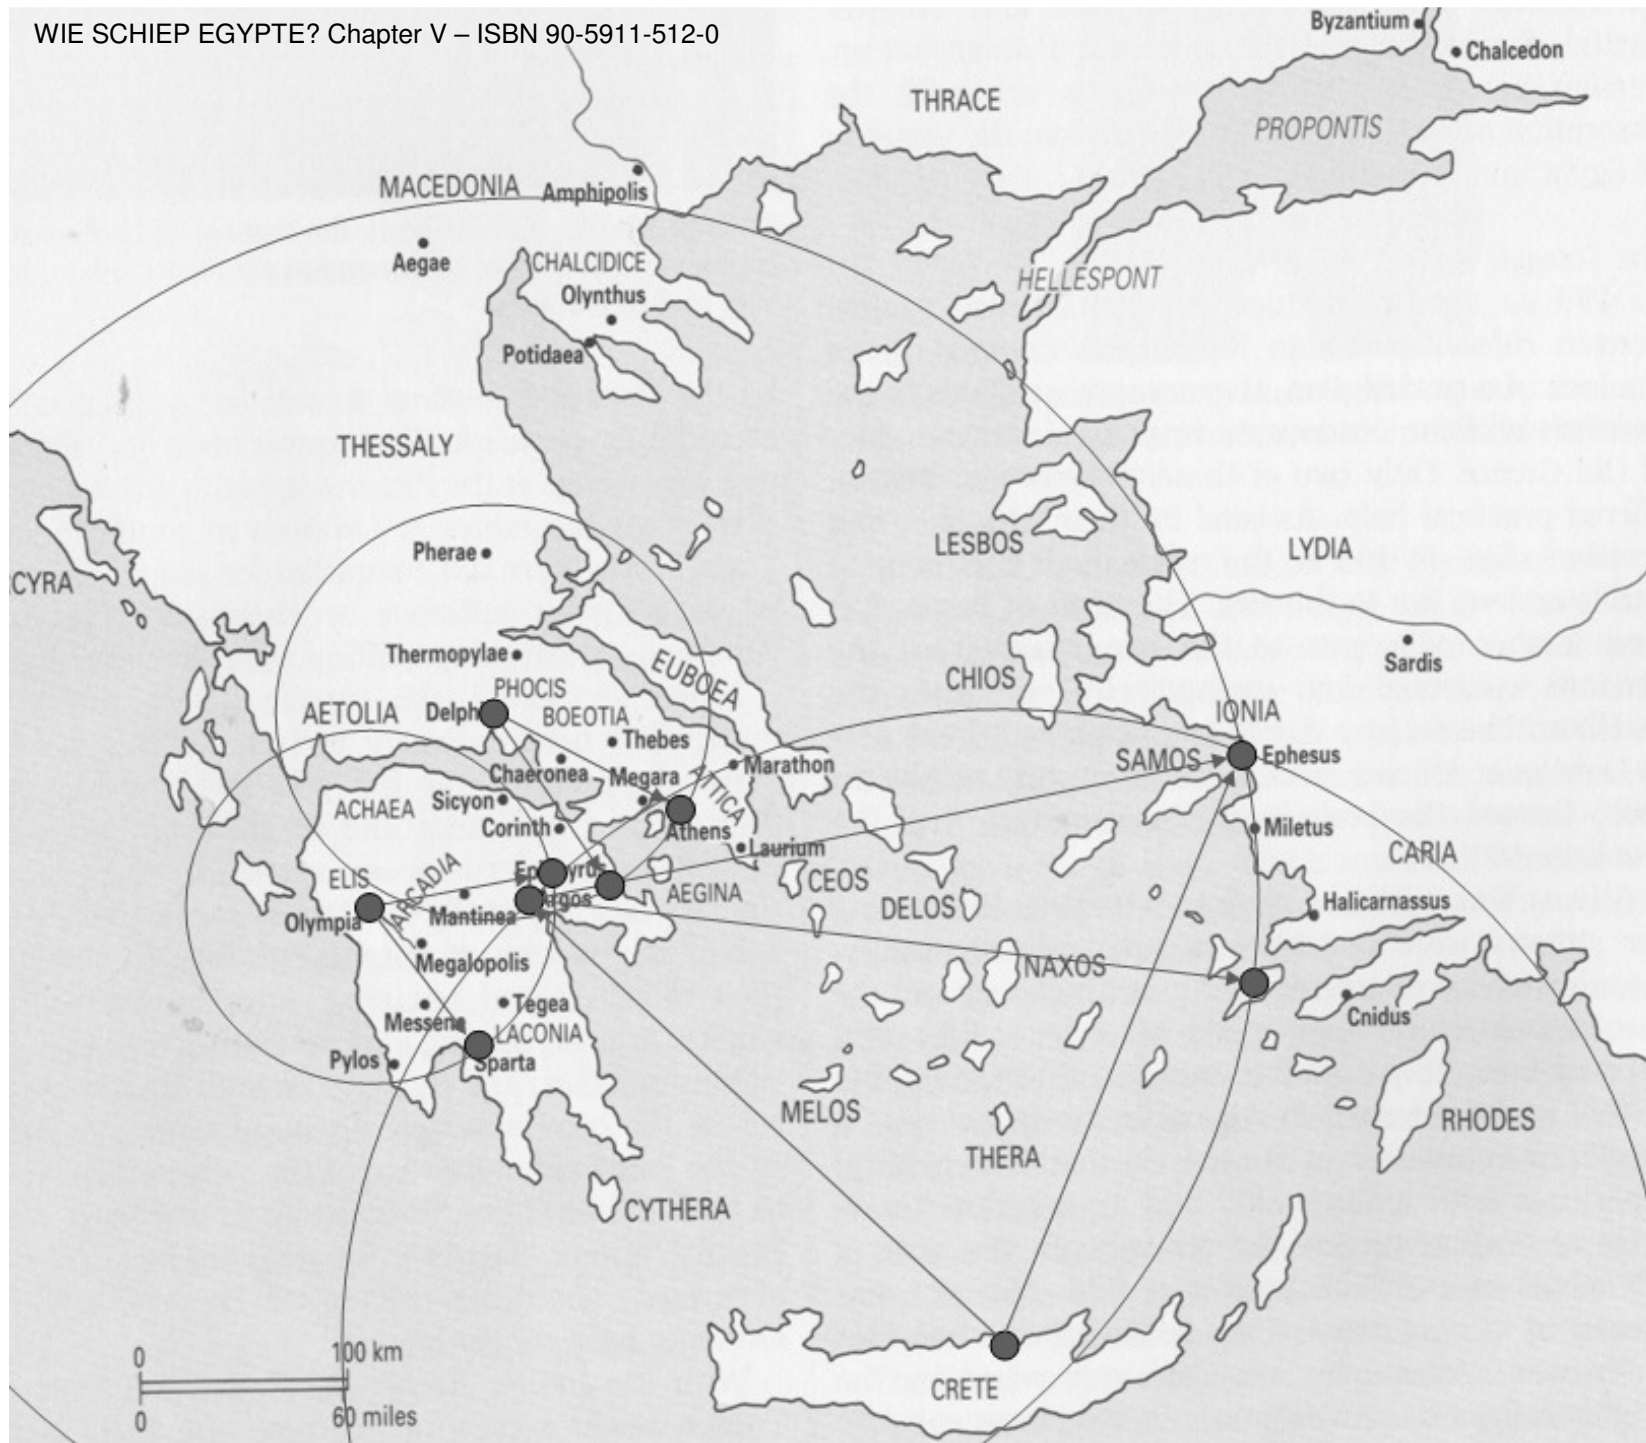 WIE SCHIEP EGYPTE? Chapter V – ISBN 90-5911-512-0
Byzantium
Chalcedon
THRACE
PROPONTIS
MACEDONIA
Amphipolis
Aegae
CHALCIDICE
HELLESPONT
Olynthus
Potidaea
THESSALY
LESBOS
LYDIA
Pherae
CYRA
Thermopylae
EUBOEA
Sardis
CHIOS
PHOCIS
AETOLIA
Delph
BOEOTIA
IONIA
Thebes
SAMOS
Ephesus
Chaeronea
Megara
ATTICA
Marathon
ACHAEA
Sicyon
Corinth
Athens
Laurium
Miletus
CARIA
ELIS
ARCADIA
AEGINA
CEOS
DELOS
Halicarnassus
Argos
Olympia
Mantinea
Megalopolis
NAXOS
Tegea
Messene
LACONIA
Cnidus
Pylos
Sparta
MELOS
RHODES
THERA
CYTHERA
0
100 km
CRETE
0
60 miles